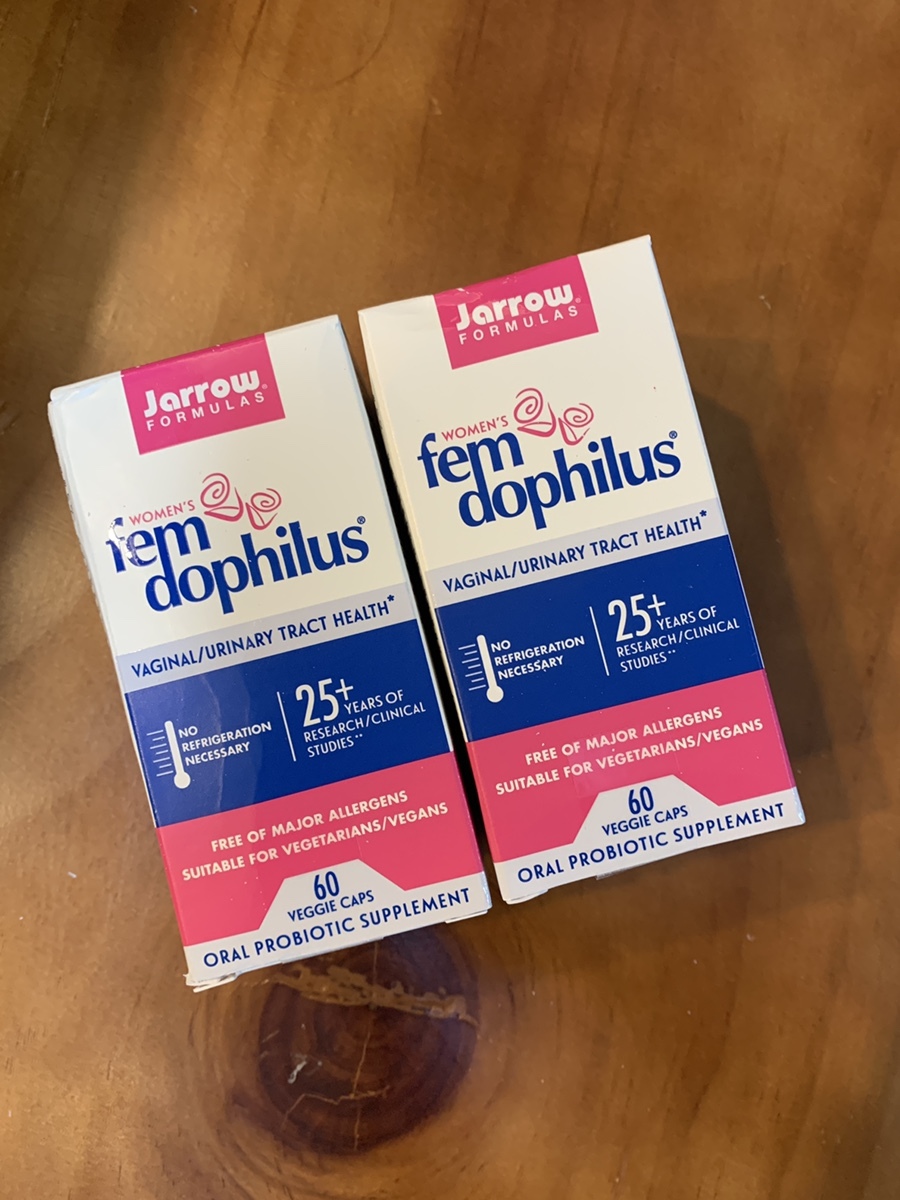 Jarrow®
FORMULAS
WOMEN'S
fem
dophilus®
VAGINAL/URINARY TRACT HEALTH*
NO
REFRIGERATION
NECESSARY
25+
YEARS OF
RESEARCH/CLINICAL
STUDIES**
FREE OF MAJOR ALLERGENS
SUITABLE FOR VEGETARIANS/VEGANS
60
VEGGIE CAPS
ORAL PROBIOTIC SUPPLEMENT
Jarrow®
FORMULAS
WOMEN'S
fem
dophilus®
VAGINAL/URINARY TRACT HEALTH*
NO
REFRIGERATION
NECESSARY
25+
YEARS OF
RESEARCH/CLINICAL
STUDIES**
FREE OF MAJOR ALLERGENS
SUITABLE FOR VEGETARIANS/VEGANS
60
VEGGIE CAPS
ORAL PROBIOTIC SUPPLEMENT